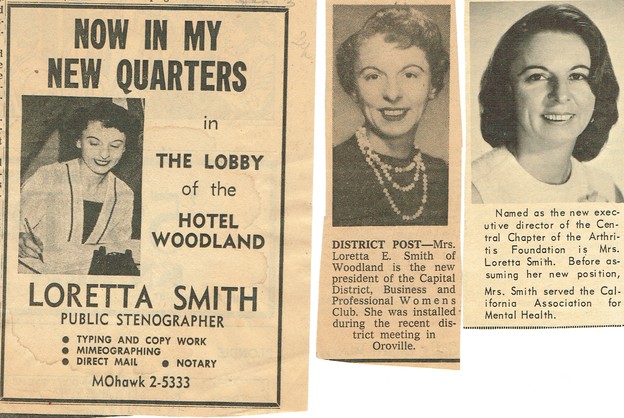 NOW IN MY
NEW QUARTERS
in
THE LOBBY
of the
HOTEL
WOODLAND
LORETTA SMITH
PUBLIC STENOGRAPHER
● TYPING AND COPY WORK
● MIMEOGRAPHING
● DIRECT MAIL ● NOTARY
MOhawk 2-5333
DISTRICT POST—Mrs.
Loretta E. Smith of
Woodland is the new
president of the Capital
District, Business and
Professional Womens
Club. She was installed
during the recent dis-
trict meeting in
Oroville.
Named as the new exec-
utive director of the Cen-
tral Chapter of the Arthri-
tis Foundation is Mrs.
Loretta Smith. Before as-
suming her new position,
Mrs. Smith served the Cal-
ifornia Association for
Mental Health.